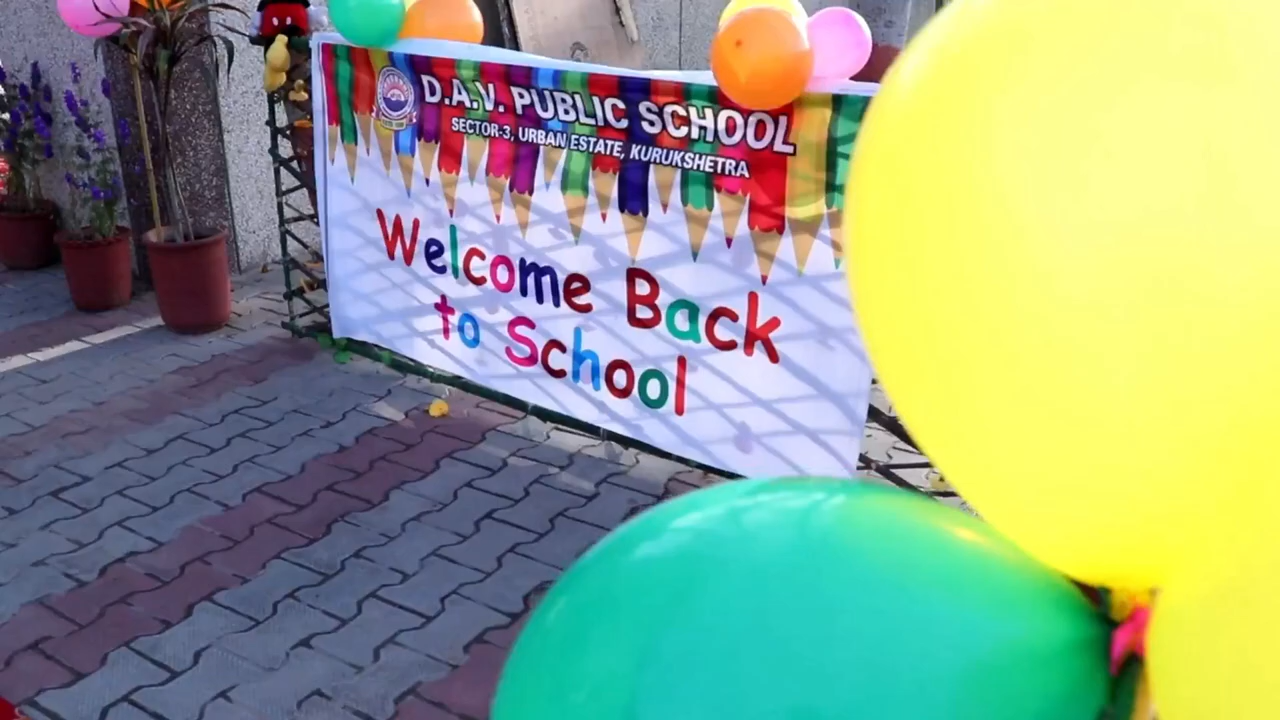 D.A.V. PUBLIC SCHOOL
SECTOR-3, URBAN ESTATE, KURUKSHETRA
Welcome Back
to School